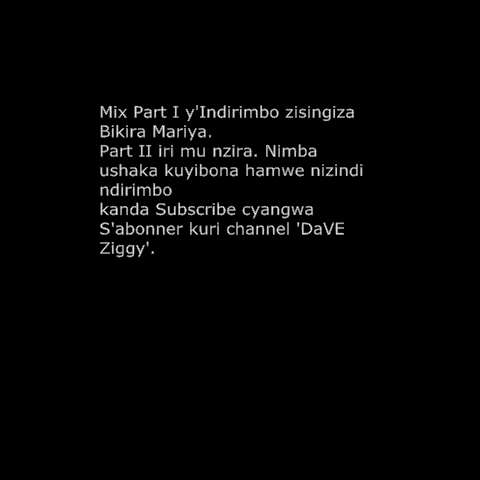 Mix Part I y'Indirimbo zisingiza
Bikira Mariya.
Part II iri mu nzira. Nimba
ushaka kuyibona hamwe nizindi
ndirimbo
kanda Subscribe cyangwa
S'abonner kuri channel 'DaVE
Ziggy'.